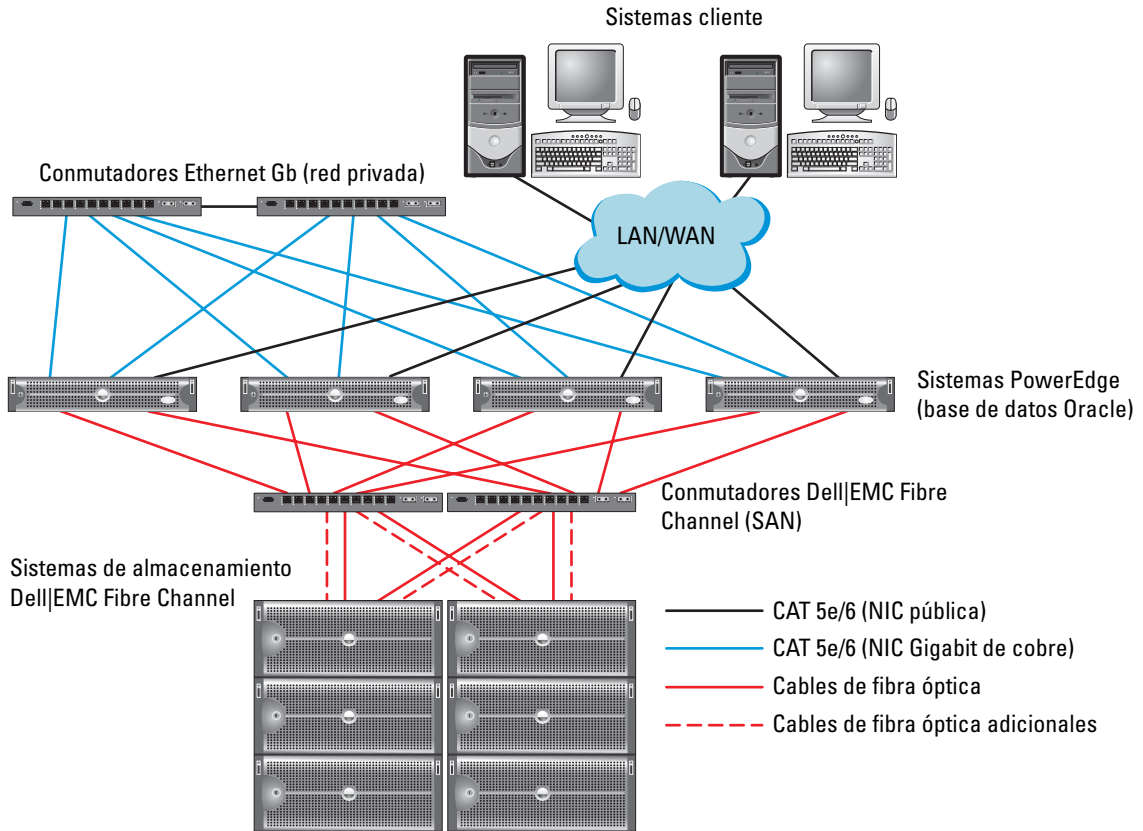 Sistemas cliente
Conmutadores Ethernet Gb (red privada)
LAN/WAN
Sistemas PowerEdge
(base de datos Oracle)
Conmutadores Dell|EMC Fibre
Channel (SAN)
Sistemas de almacenamiento
Dell|EMC Fibre Channel
CAT 5e/6 (NIC pública)
CAT 5e/6 (NIC Gigabit de cobre)
Cables de fibra óptica
Cables de fibra óptica adicionales